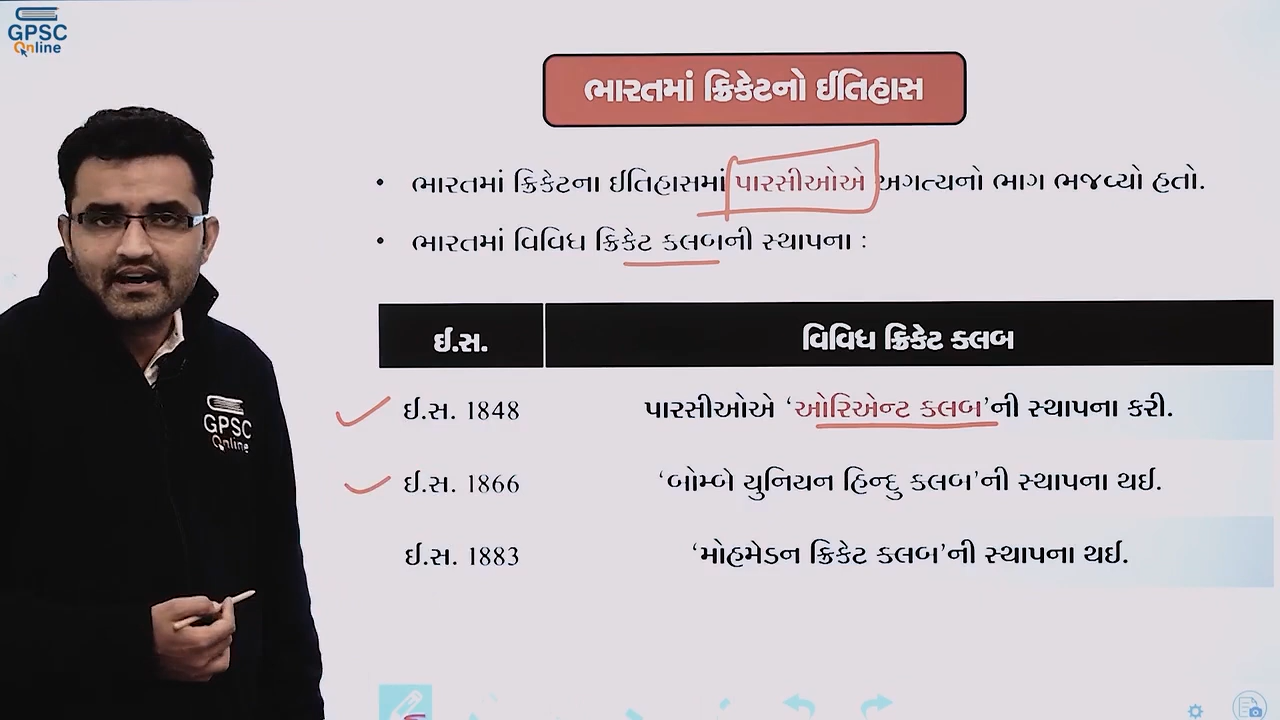 GPSC
Online
ભારતમાં ક્રિકેટનો ઈતિહાસ
• ભારતમાં ક્રિકેટના ઈતિહાસમાં પારસીઓએ અગત્યનો ભાગ ભજવ્યો હતો.
• ભારતમાં વિવિધ ક્રિકેટ કલબની સ્થાપના :
ઈ.સ. વિવિધ ક્રિકેટ ક્લબ
ઈ.સ. 1848 પારસીઓએ ‘ઓરિએન્ટ કલબ’ની સ્થાપના કરી.
ઈ.સ. 1866 ‘બોમ્બે યુનિયન હિન્દુ કલબ’ની સ્થાપના થઈ.
ઈ.સ. 1883 ‘મોહમેડન ક્રિકેટ ક્લબ’ની સ્થાપના થઈ.
GPSC
Online